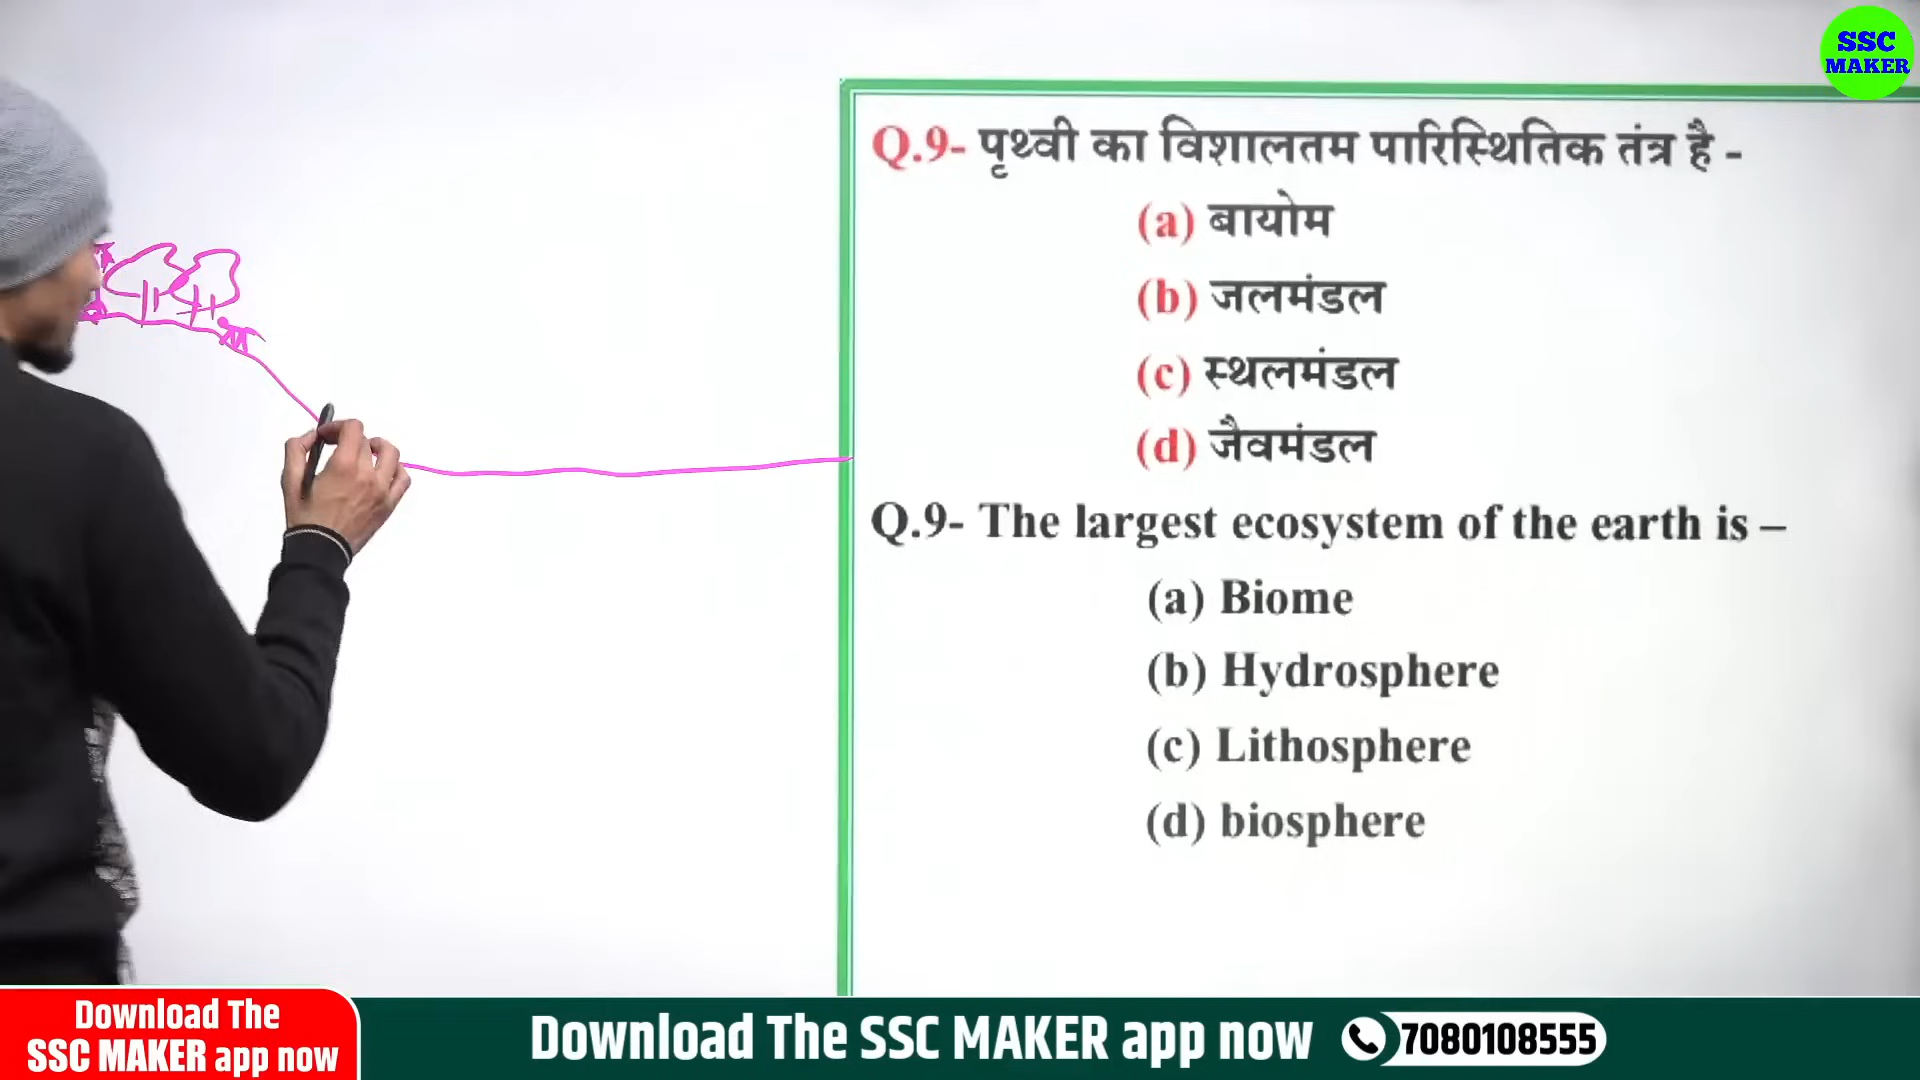 SSC
MAKER
Q.9- पृथ्वी का विशालतम पारिस्थितिक तंत्र है -
(a) बायोम
(b) जलमंडल
(c) स्थलमंडल
(d) जैवमंडल
Q.9- The largest ecosystem of the earth is –
(a) Biome
(b) Hydrosphere
(c) Lithosphere
(d) biosphere
Download The
SSC MAKER app now
Download The SSC MAKER app now
7080108555